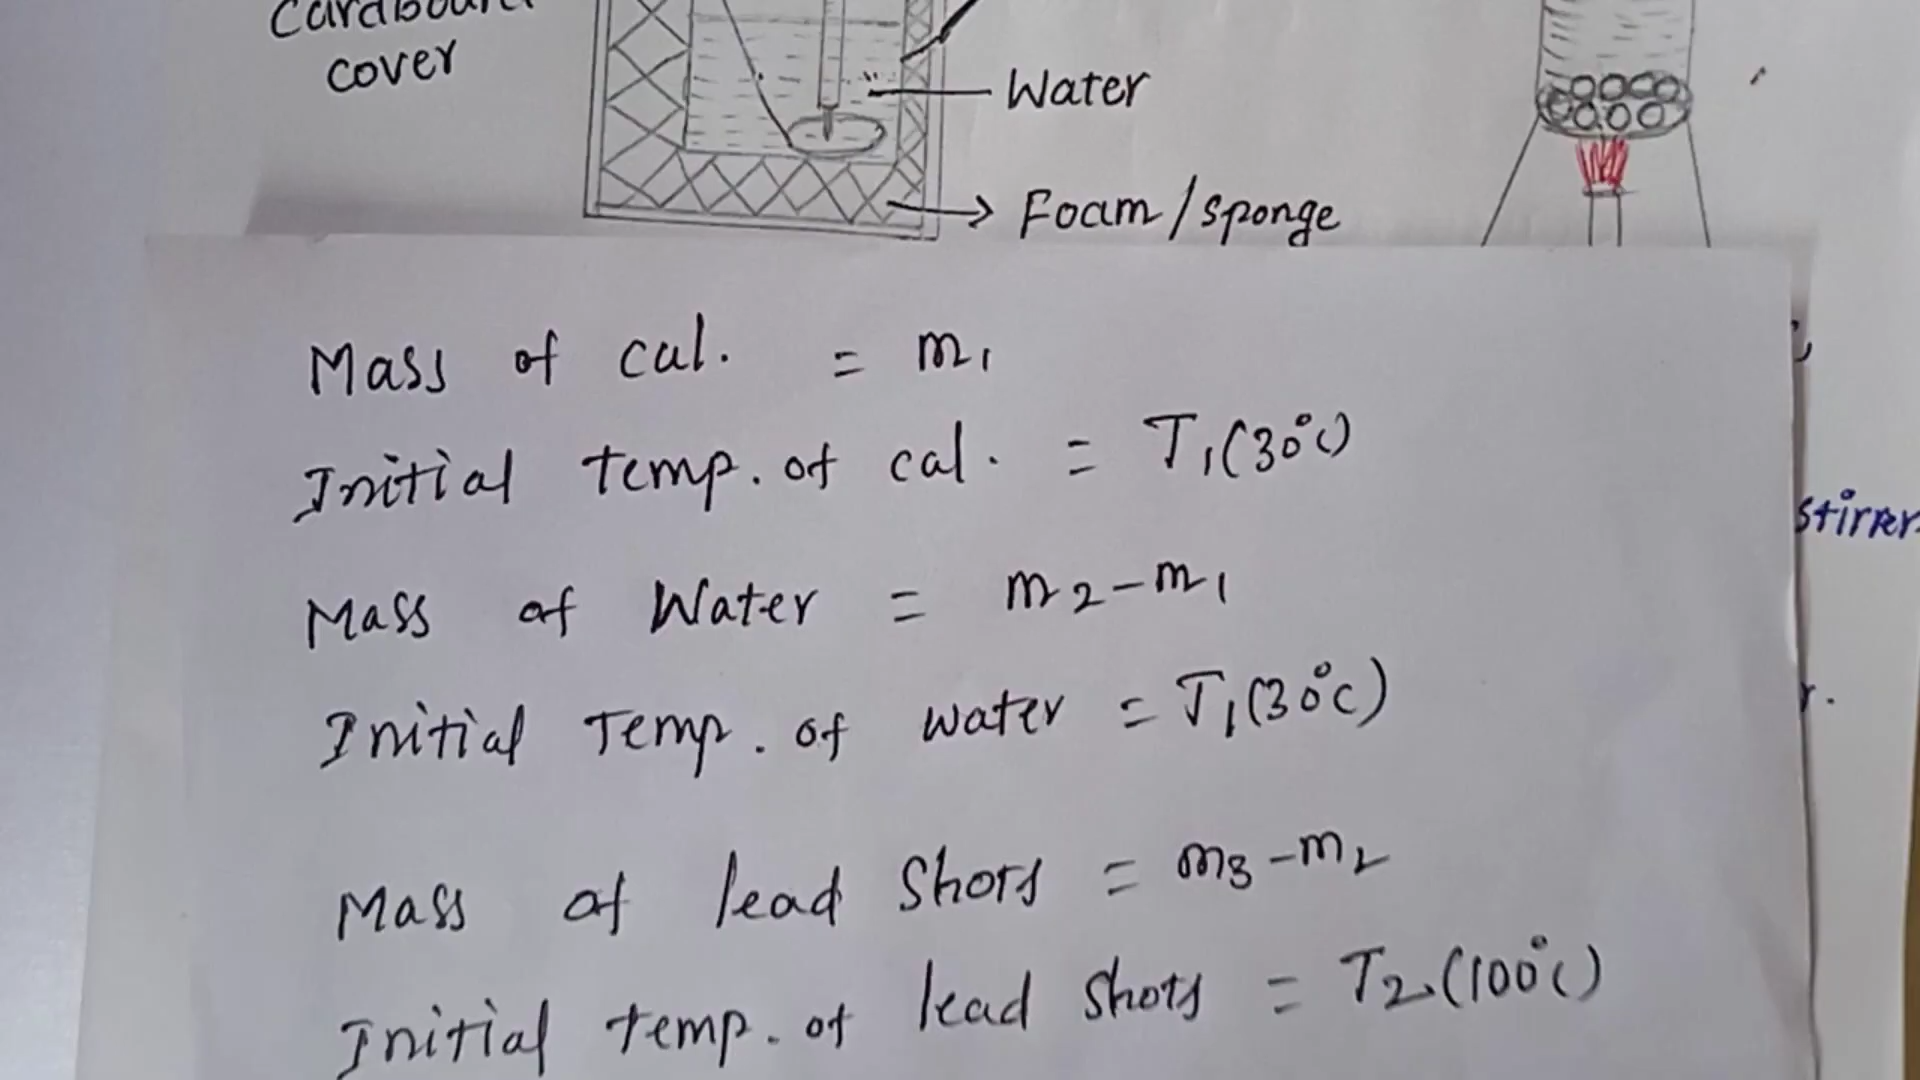 cover
Water
Foam/sponge
Mass of cal. = m₁
Initial temp. of cal. = T₁(30°C)
stirrer
Mass of Water = m₂-m₁
Initial Temp. of water = T₁(30°C)
Mass of lead Shots = m₃-m₂
Initial temp. of lead shots = T₂(100°C)